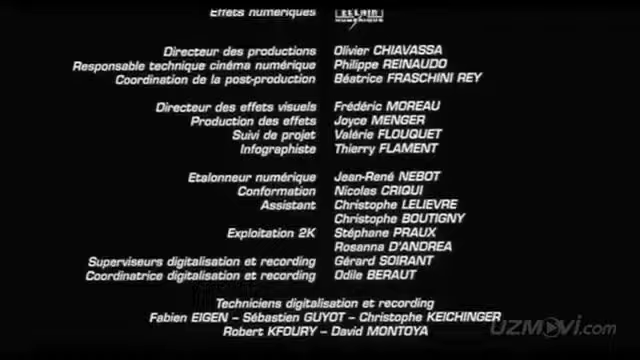 Effets numériques ECLAIR NUMERIQUE
Directeur des productions Olivier CHIAVASSA
Responsable technique cinéma numérique Philippe REINAUDO
Coordination de la post-production Béatrice FRASCHINI REY
Directeur des effets visuels Frédéric MOREAU
Production des effets Joyce MENGER
Suivi de projet Valérie FLOUQUET
Infographiste Thierry FLAMENT
Etalonneur numérique Jean-René NEBOT
Conformation Nicolas CRIQUI
Assistant Christophe LELIEVRE
Christophe BOUTIGNY
Exploitation 2K Stéphane PRAUX
Rosanna D'ANDREA
Superviseurs digitalisation et recording Gérard SOIRANT
Coordinatrice digitalisation et recording Odile BERAUT
Techniciens digitalisation et recording
Fabien EIGEN – Sébastien GUYOT – Christophe KEICHINGER
Robert KFOURY – David MONTOYA
UZMOVi.com